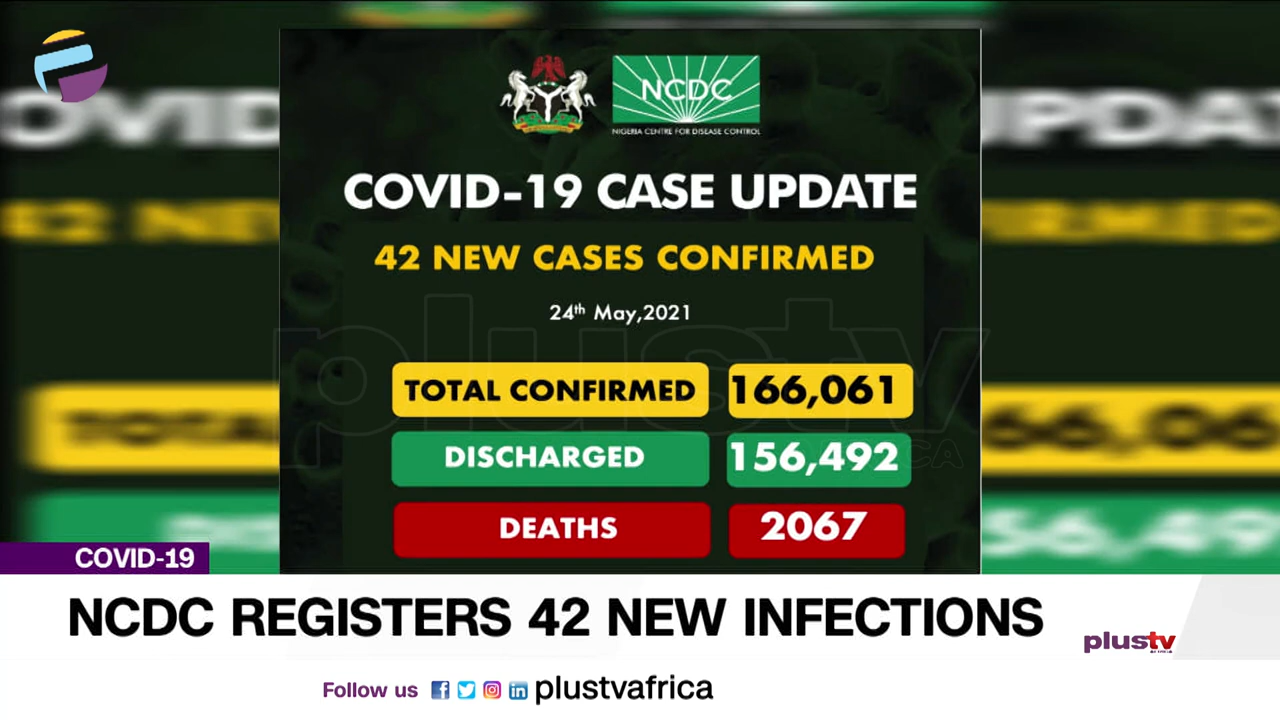 NCDC
NIGERIA CENTRE FOR DISEASE CONTROL
COVID-19 CASE UPDATE
42 NEW CASES CONFIRMED
24th May,2021
plustv
TOTAL CONFIRMED 166,061
DISCHARGED 156,492
DEATHS 2067
COVID-19
NCDC REGISTERS 42 NEW INFECTIONS
plustv
Follow us plustvafrica